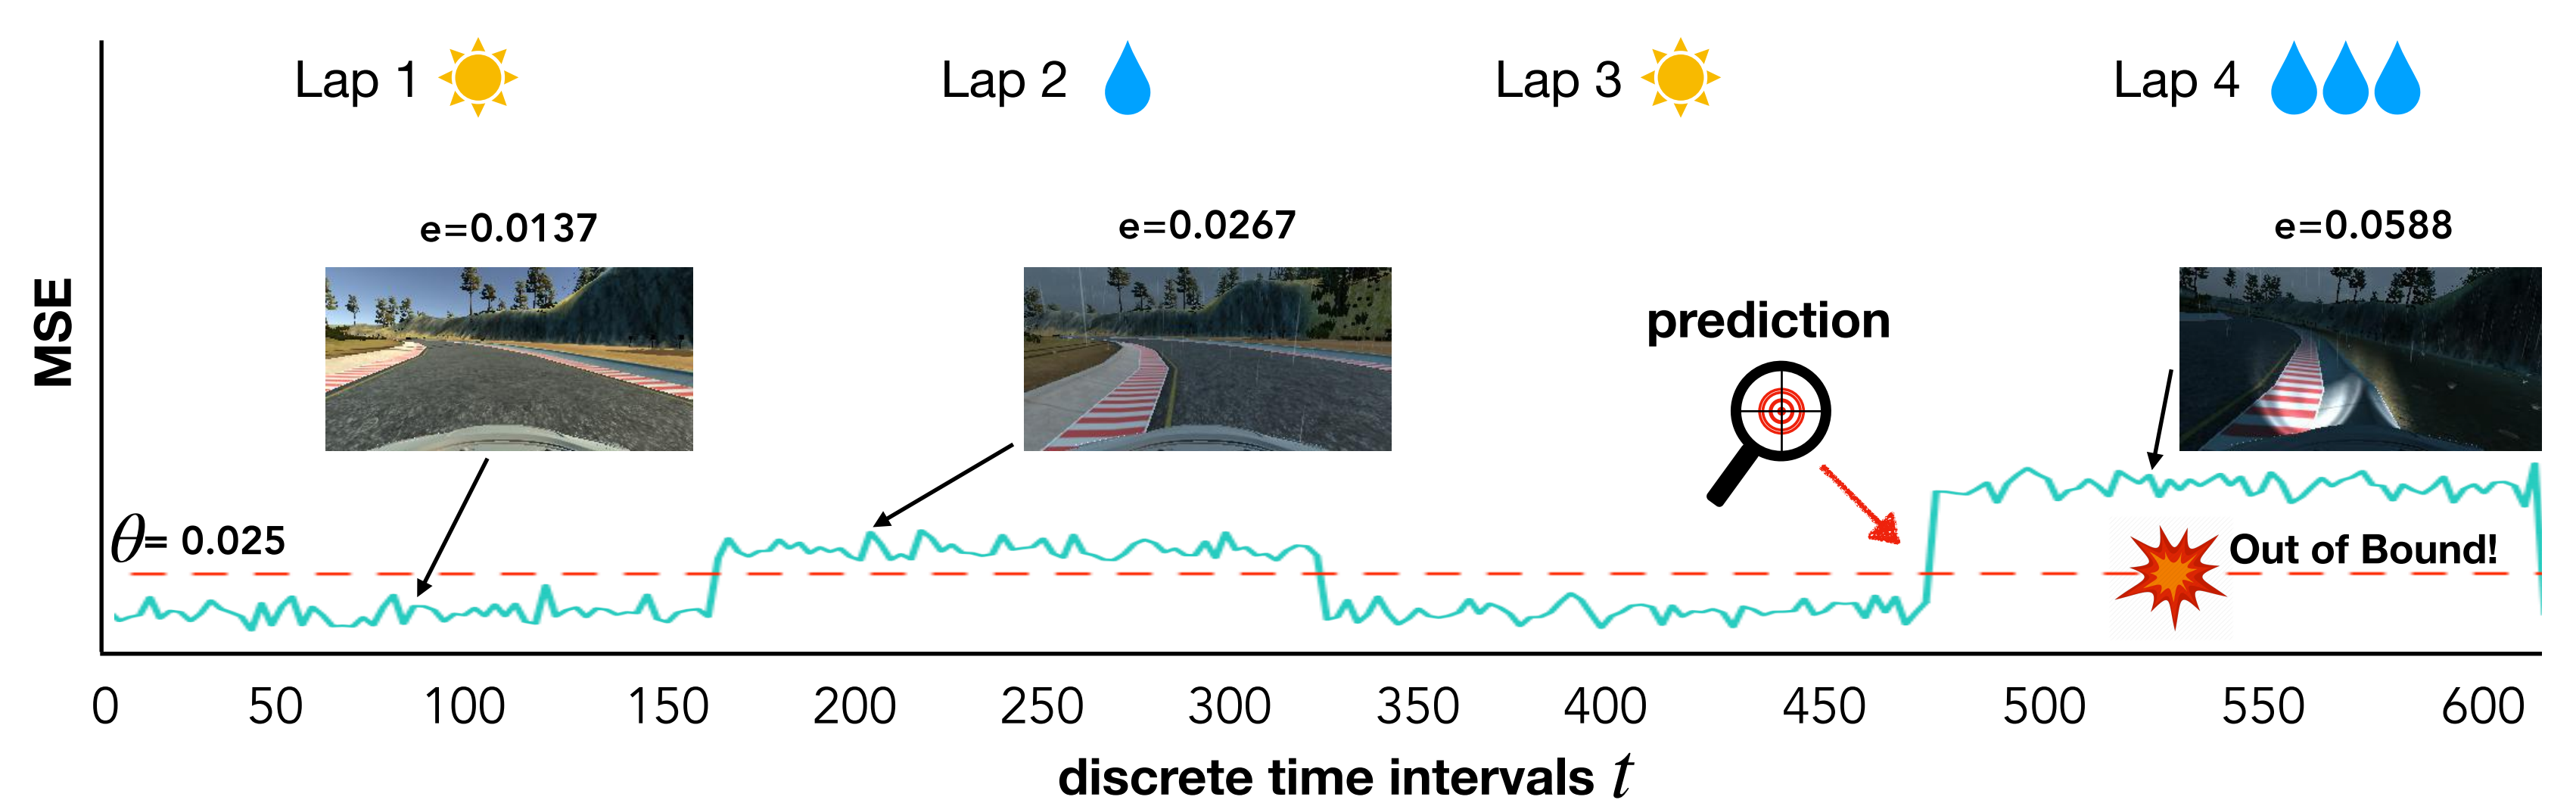 Lap 1
Lap 2
Lap 3
Lap 4
e=0.0137
e=0.0267
e=0.0588
MSE
prediction
θ= 0.025
Out of Bound!
0 50 100 150 200 250 300 350 400 450 500 550 600
discrete time intervals t